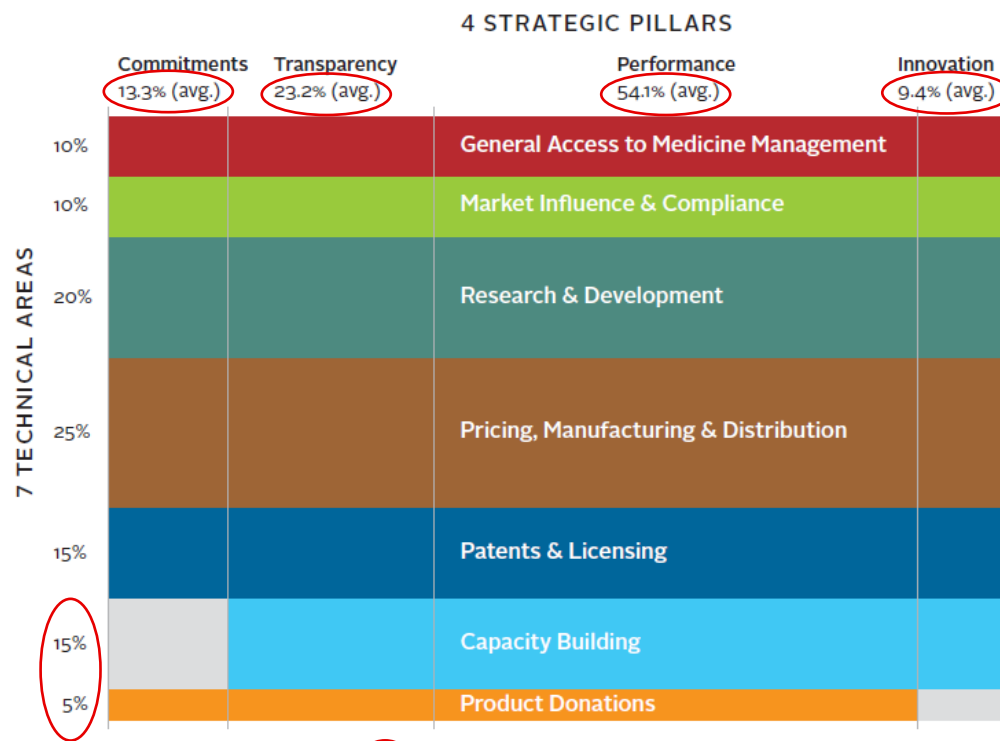 4 STRATEGIC PILLARS
Commitments Transparency Performance Innovation
13.3% (avg.) 23.2% (avg.) 54.1% (avg.) 9.4% (avg.)
7 TECHNICAL AREAS
10% General Access to Medicine Management
10% Market Influence & Compliance
20% Research & Development
25% Pricing, Manufacturing & Distribution
15% Patents & Licensing
15% Capacity Building
5% Product Donations